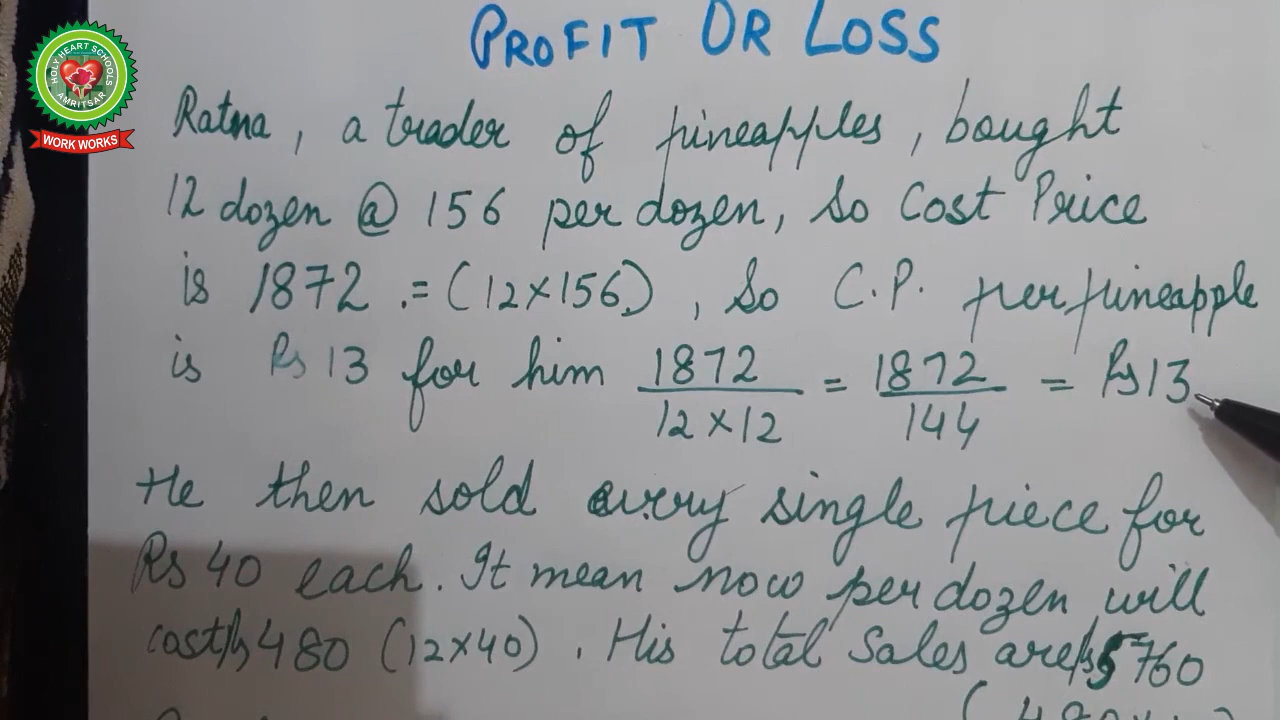 HOLY HEART SCHOOLS
AMRITSAR
WORK WORKS
PROFIT OR LOSS
Ratna, a trader of pineapples, bought
12 dozen @ 156 per dozen, so Cost Price
is 1872 .= (12×156), so C.P. per pineapple
is Rs 13 for him 1872/12×12 = 1872/144 = Rs 13
He then sold every single piece for
Rs 40 each. It mean now per dozen will
cost Rs 480 (12×40). His total sales are Rs 5760